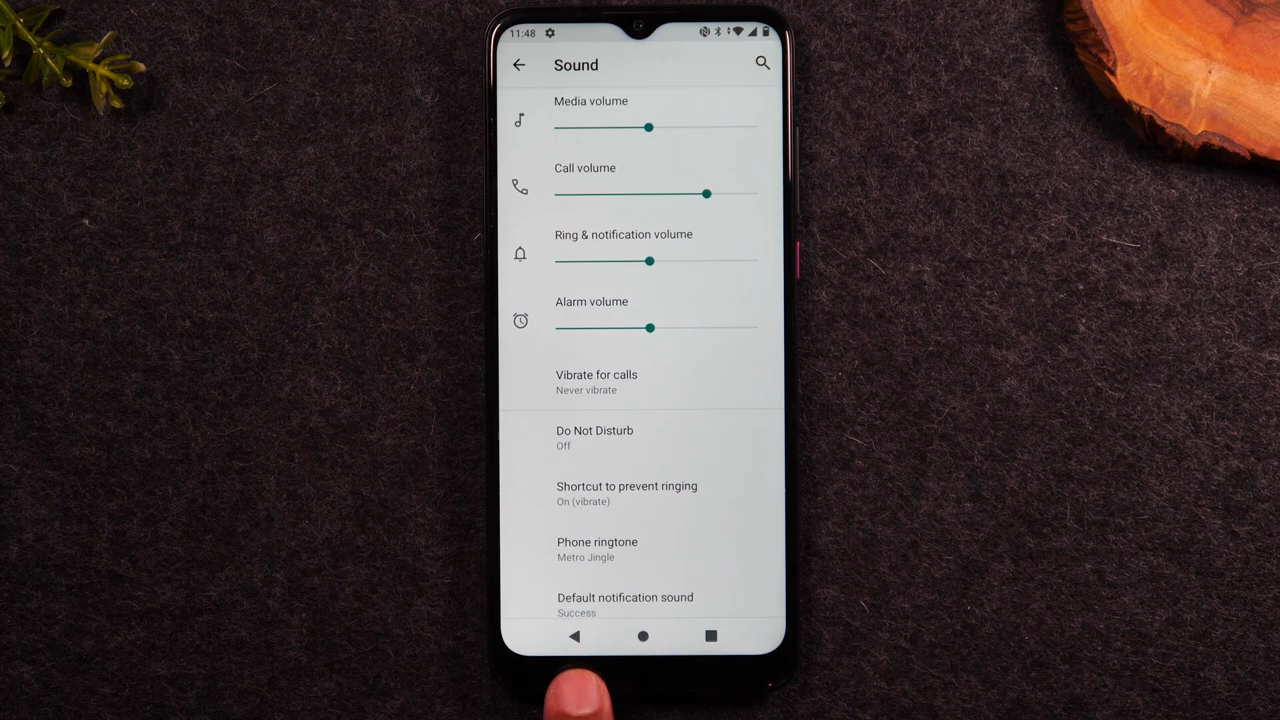 11:48
Sound
Media volume
Call volume
Ring & notification volume
Alarm volume
Vibrate for calls
Never vibrate
Do Not Disturb
Off
Shortcut to prevent ringing
On (vibrate)
Phone ringtone
Metro Jingle
Default notification sound
Success